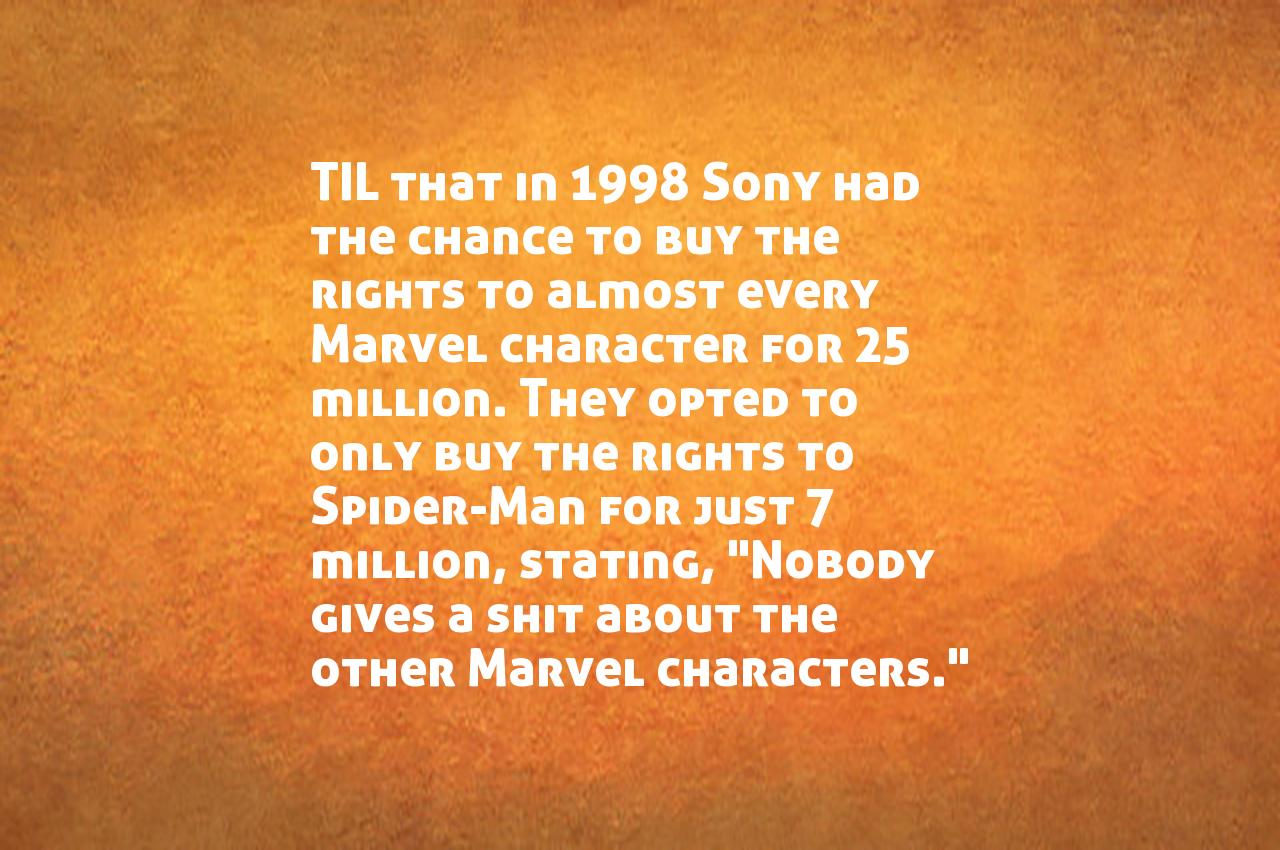 TIL that in 1998 Sony had
the chance to buy the
rights to almost every
Marvel character for 25
million. They opted to
only buy the rights to
Spider-Man for just 7
million, stating, "Nobody
gives a shit about the
other Marvel characters."